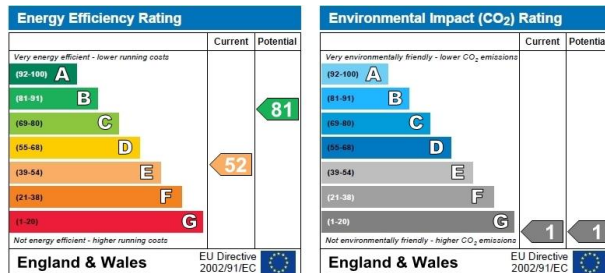 Energy Efficiency Rating
Current Potential
Very energy efficient - lower running costs
(92-100) A
(81-91) B
81
(69-80) C
(55-68) D
(39-54) E
52
(21-38) F
(1-20) G
Not energy efficient - higher running costs
England & Wales
EU Directive
2002/91/EC
Environmental Impact (CO₂) Rating
Current Potential
Very environmentally friendly - lower CO₂ emissions
(92-100) A
(81-91) B
(69-80) C
(55-68) D
(39-54) E
(21-38) F
(1-20) G
1 1
Not environmentally friendly - higher CO₂ emissions
England & Wales
EU Directive
2002/91/EC